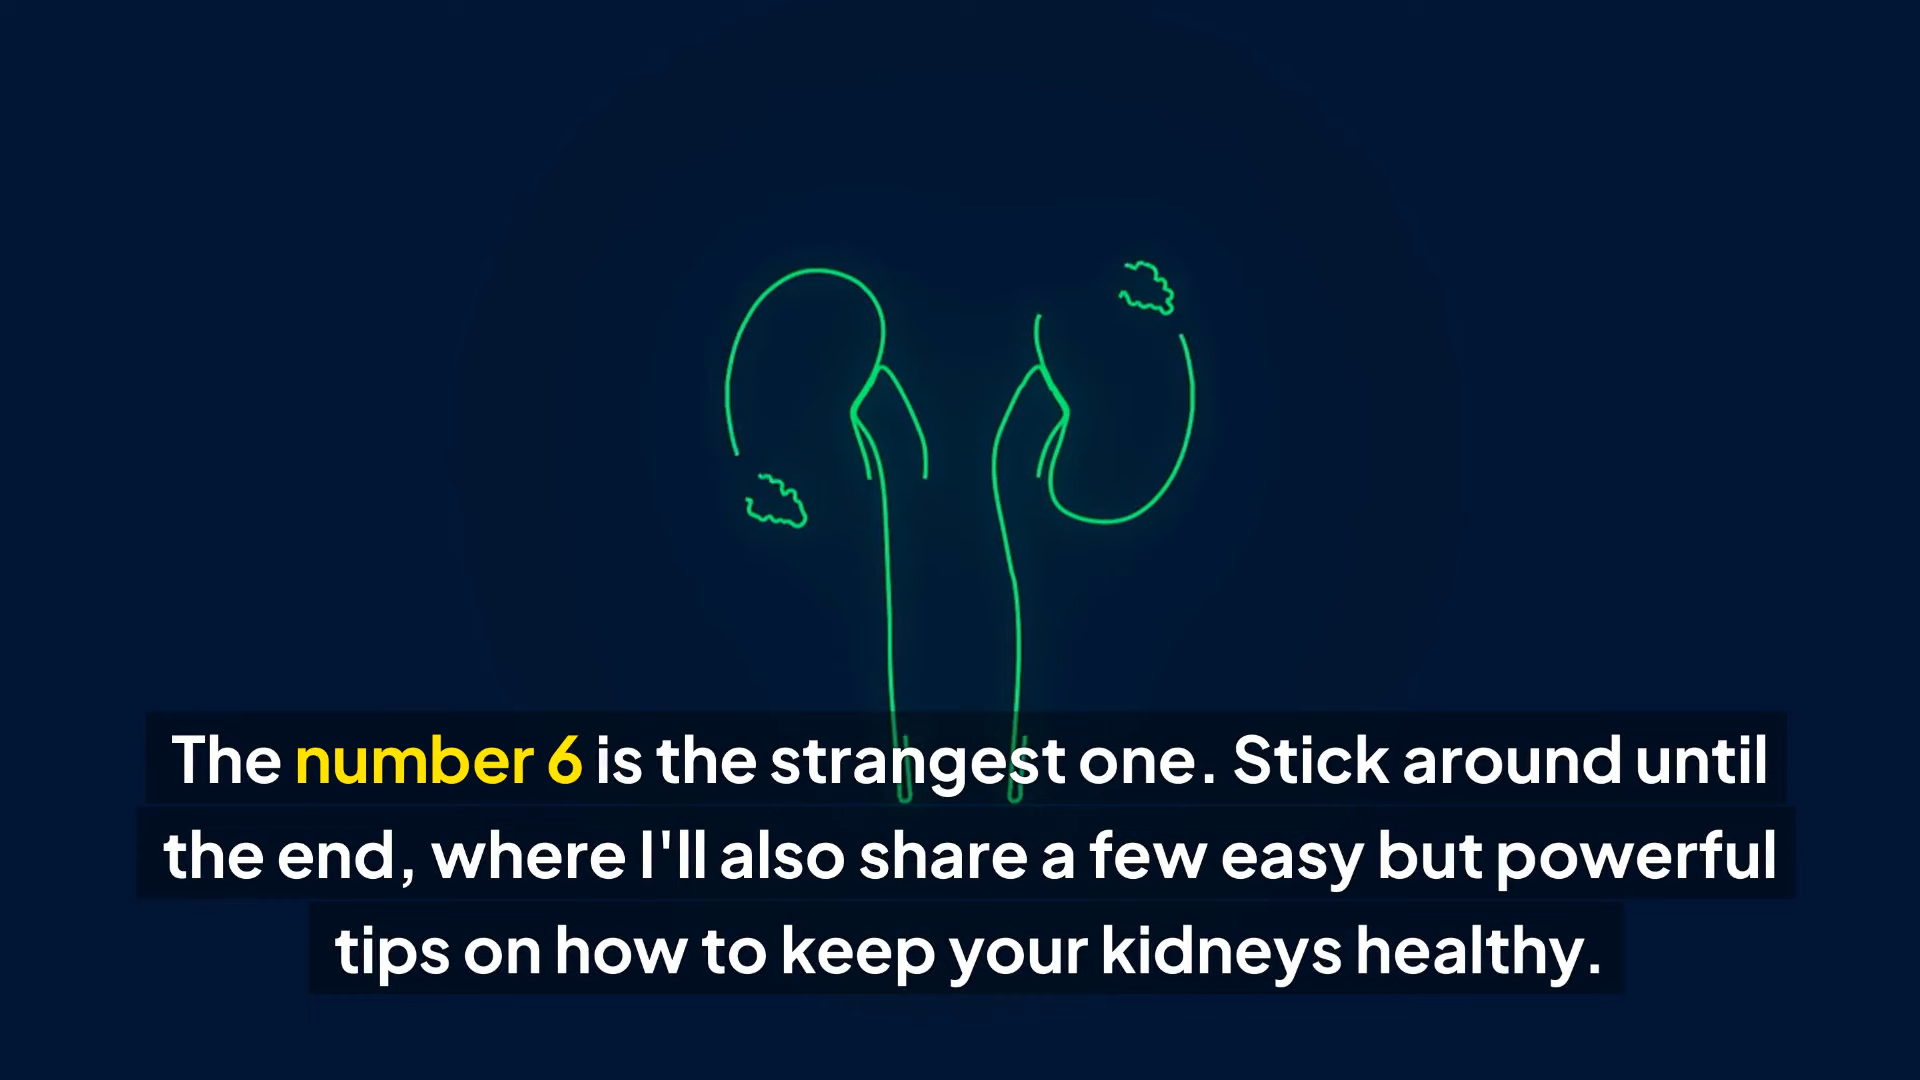 The number 6 is the strangest one. Stick around until
the end, where I'll also share a few easy but powerful
tips on how to keep your kidneys healthy.